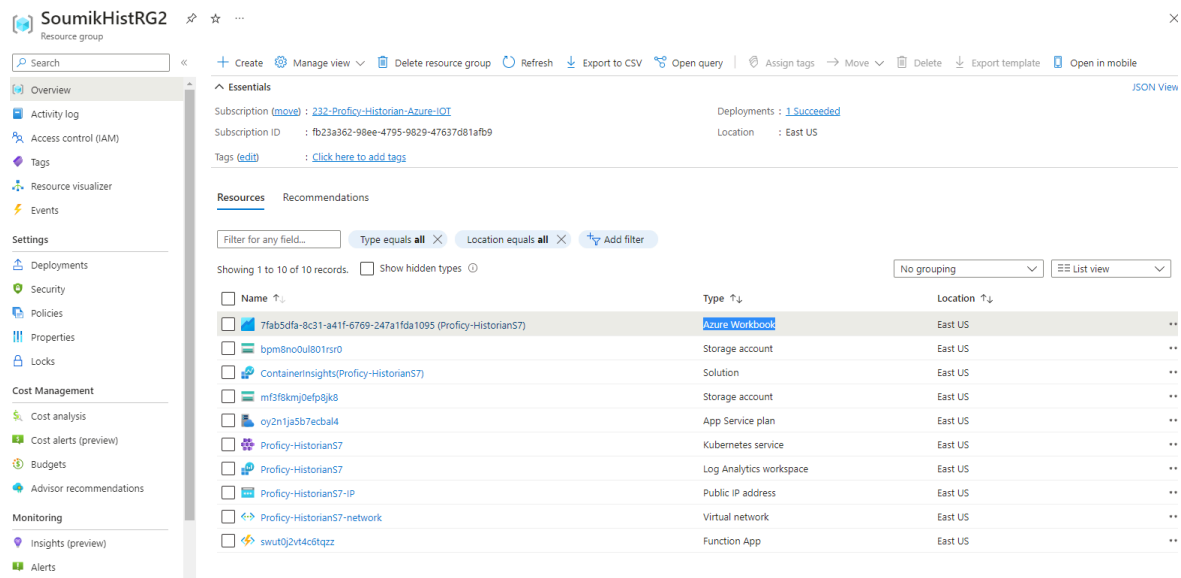 SoumikHistRG2
Resource group
Search
Overview
Activity log
Access control (IAM)
Tags
Resource visualizer
Events
Settings
Deployments
Security
Policies
Properties
Locks
Cost Management
Cost analysis
Cost alerts (preview)
Budgets
Advisor recommendations
Monitoring
Insights (preview)
Alerts
Create Manage view Delete resource group Refresh Export to CSV Open query Assign tags Move Delete Export template Open in mobile
Essentials JSON View
Subscription (move) : 232-Proficy-Historian-Azure-IOT Deployments : 1 Succeeded
Subscription ID : fb23a362-98ee-4795-9829-47637d81afb9 Location : East US
Tags (edit) : Click here to add tags
Resources Recommendations
Filter for any field... Type equals all Location equals all Add filter
Showing 1 to 10 of 10 records. Show hidden types No grouping List view
Name Type Location
7fab5dfa-8c31-a41f-6769-247a1fda1095 (Proficy-HistorianS7) Azure Workbook East US
bpm8no0ul801rsr0 Storage account East US
ContainerInsights(Proficy-HistorianS7) Solution East US
mf3f8kmj0efp8jk8 Storage account East US
oy2n1ja5b7ecbal4 App Service plan East US
Proficy-HistorianS7 Kubernetes service East US
Proficy-HistorianS7 Log Analytics workspace East US
Proficy-HistorianS7-IP Public IP address East US
Proficy-HistorianS7-network Virtual network East US
swut0j2vt4c6tqzz Function App East US